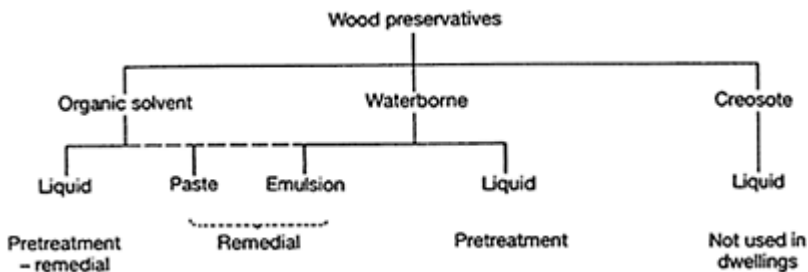 Wood preservatives
Organic solvent Waterborne Creosote
Liquid Paste Emulsion Liquid Liquid
Pretreatment
– remedial
Remedial
Pretreatment
Not used in
dwellings